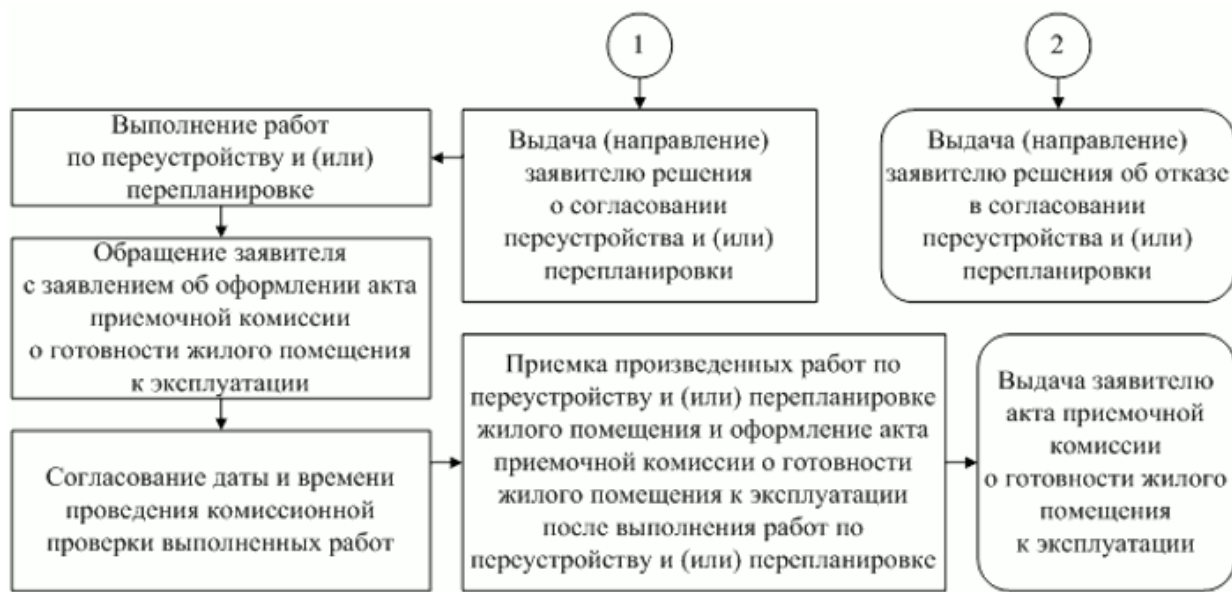 1
2
Выполнение работ
по переустройству и (или)
перепланировке
Выдача (направление)
заявителю решения
о согласовании
переустройства и (или)
перепланировки
Выдача (направление)
заявителю решения об отказе
в согласовании
переустройства и (или)
перепланировки
Обращение заявителя
с заявлением об оформлении акта
приемочной комиссии
о готовности жилого помещения
к эксплуатации
Согласование даты и времени
проведения комиссионной
проверки выполненных работ
Приемка произведенных работ по
переустройству и (или) перепланировке
жилого помещения и оформление акта
приемочной комиссии о готовности
жилого помещения к эксплуатации
после выполнения работ по
переустройству и (или) перепланировке
Выдача заявителю
акта приемочной
комиссии
о готовности жилого
помещения
к эксплуатации